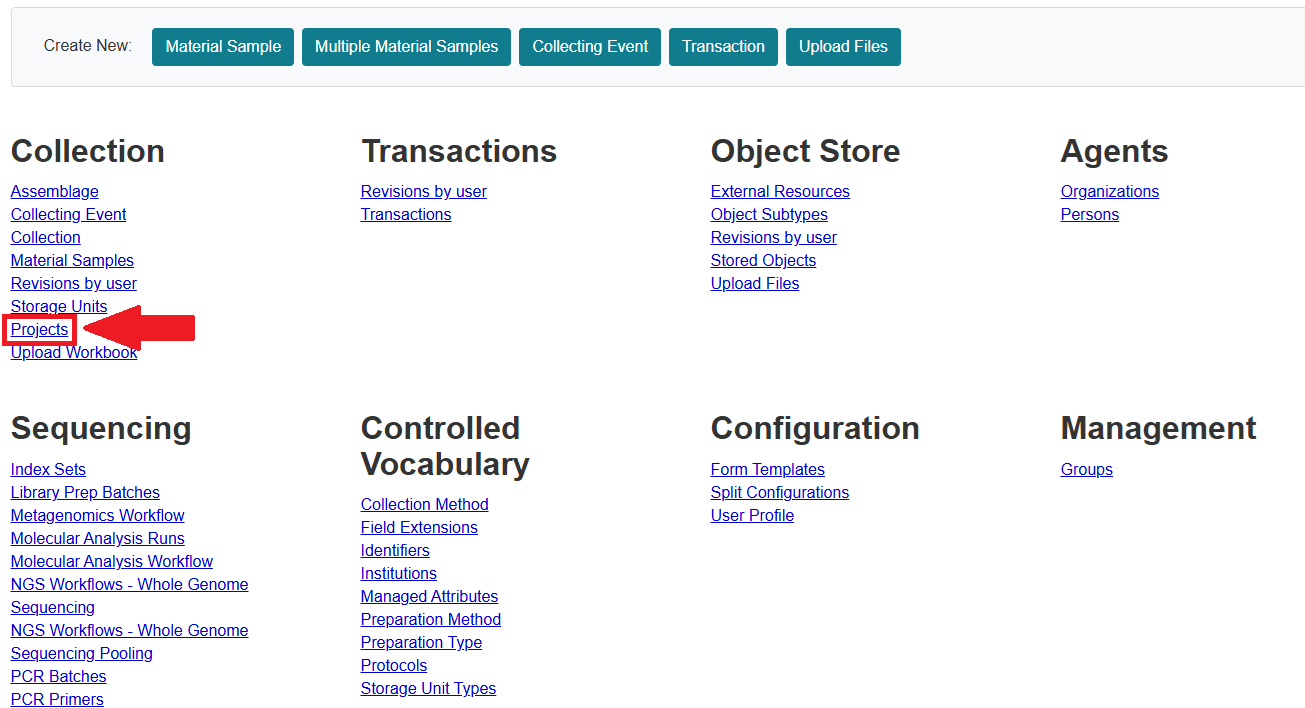 Create New: Material Sample Multiple Material Samples Collecting Event Transaction Upload Files
Collection
Assemblage
Collecting Event
Collection
Material Samples
Revisions by user
Storage Units
Projects
Upload Workbook
Transactions
Revisions by user
Transactions
Object Store
External Resources
Object Subtypes
Revisions by user
Stored Objects
Upload Files
Agents
Organizations
Persons
Sequencing
Index Sets
Library Prep Batches
Metagenomics Workflow
Molecular Analysis Runs
Molecular Analysis Workflow
NGS Workflows - Whole Genome
Sequencing
NGS Workflows - Whole Genome
Sequencing Pooling
PCR Batches
PCR Primers
Controlled
Vocabulary
Collection Method
Field Extensions
Identifiers
Institutions
Managed Attributes
Preparation Method
Preparation Type
Protocols
Storage Unit Types
Configuration
Form Templates
Split Configurations
User Profile
Management
Groups